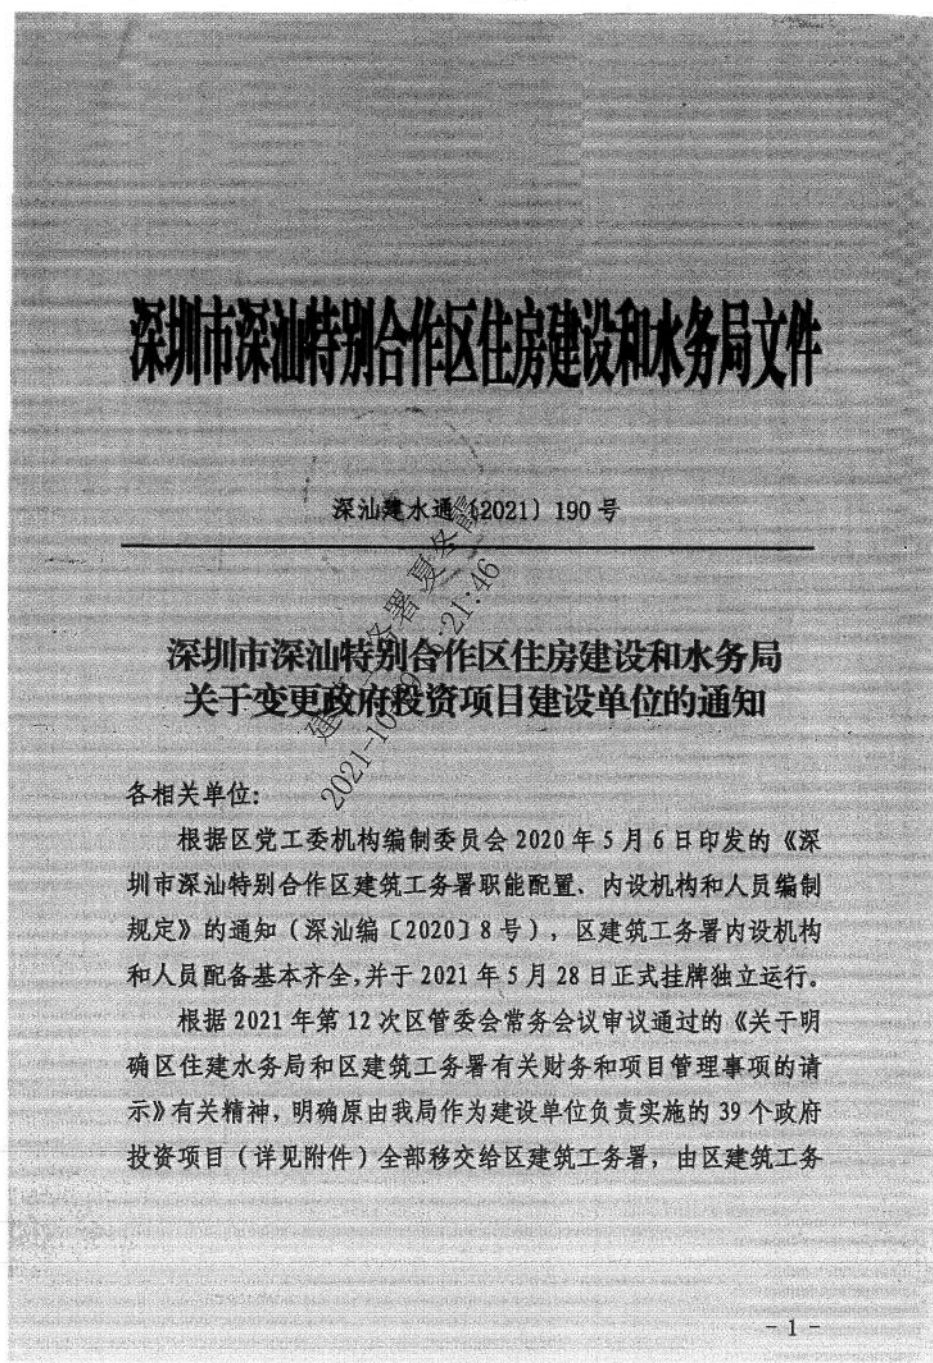 深圳市深汕特别合作区住房建设和水务局文件
深汕建水通〔2021〕190号
深圳市深汕特别合作区住房建设和水务局
关于变更政府投资项目建设单位的通知
各相关单位:
根据区党工委机构编制委员会2020年5月6日印发的《深
圳市深汕特别合作区建筑工务署职能配置、内设机构和人员编制
规定》的通知（深汕编〔2020〕8号），区建筑工务署内设机构
和人员配备基本齐全,并于2021年5月28日正式挂牌独立运行。
根据2021年第12次区管委会常务会议审议通过的《关于明
确区住建水务局和区建筑工务署有关财务和项目管理事项的请
示》有关精神，明确原由我局作为建设单位负责实施的39个政府
投资项目（详见附件）全部移交给区建筑工务署，由区建筑工务
- 1 -